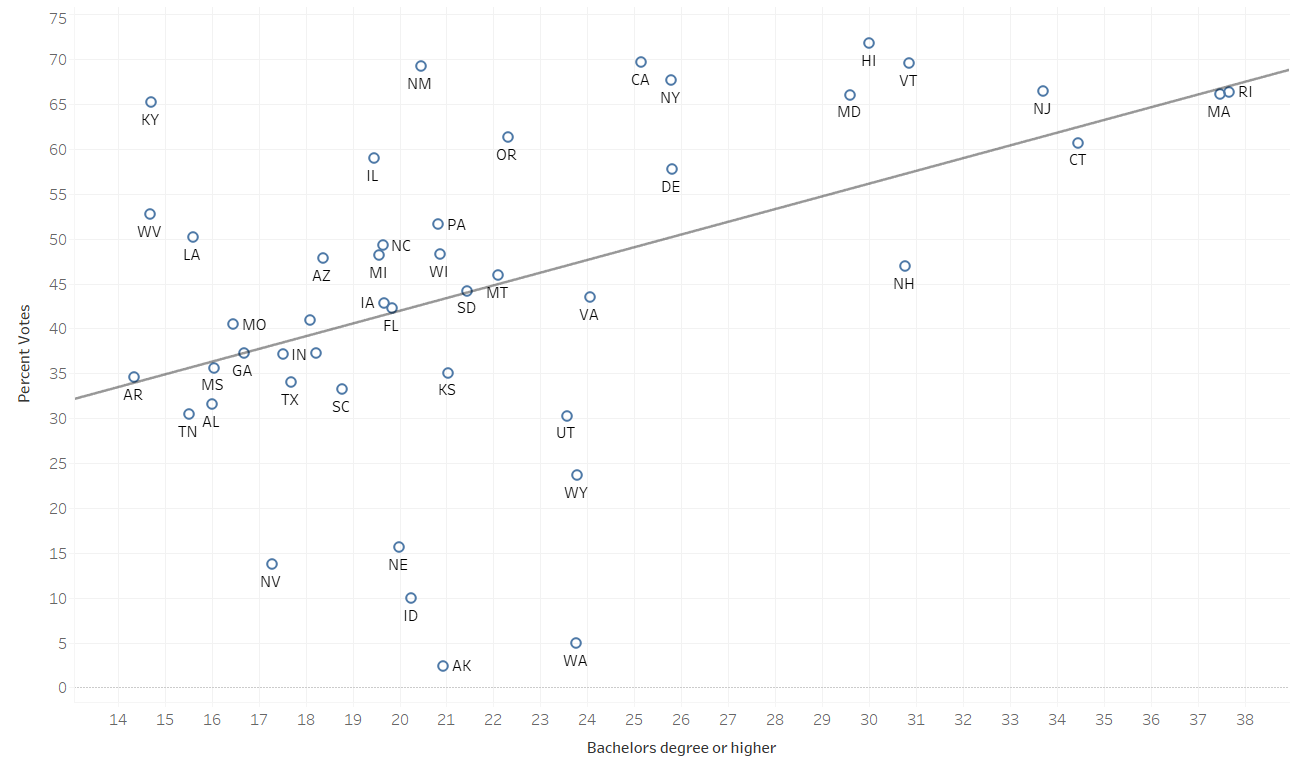 75
HI
70
CA
VT
NM
NY
65
KY
MD
NJ
MA
RI
60
OR
CT
IL
55
DE
WV
PA
50
LA
NC
AZ
MI
WI
NH
45
MT
IA
SD
VA
40
MO
FL
IN
35
GA
AR
MS
TX
SC
KS
30
TN
AL
UT
25
WY
20
15
NV
NE
10
ID
5
WA
AK
0
Percent Votes
14 15 16 17 18 19 20 21 22 23 24 25 26 27 28 29 30 31 32 33 34 35 36 37 38
Bachelors degree or higher